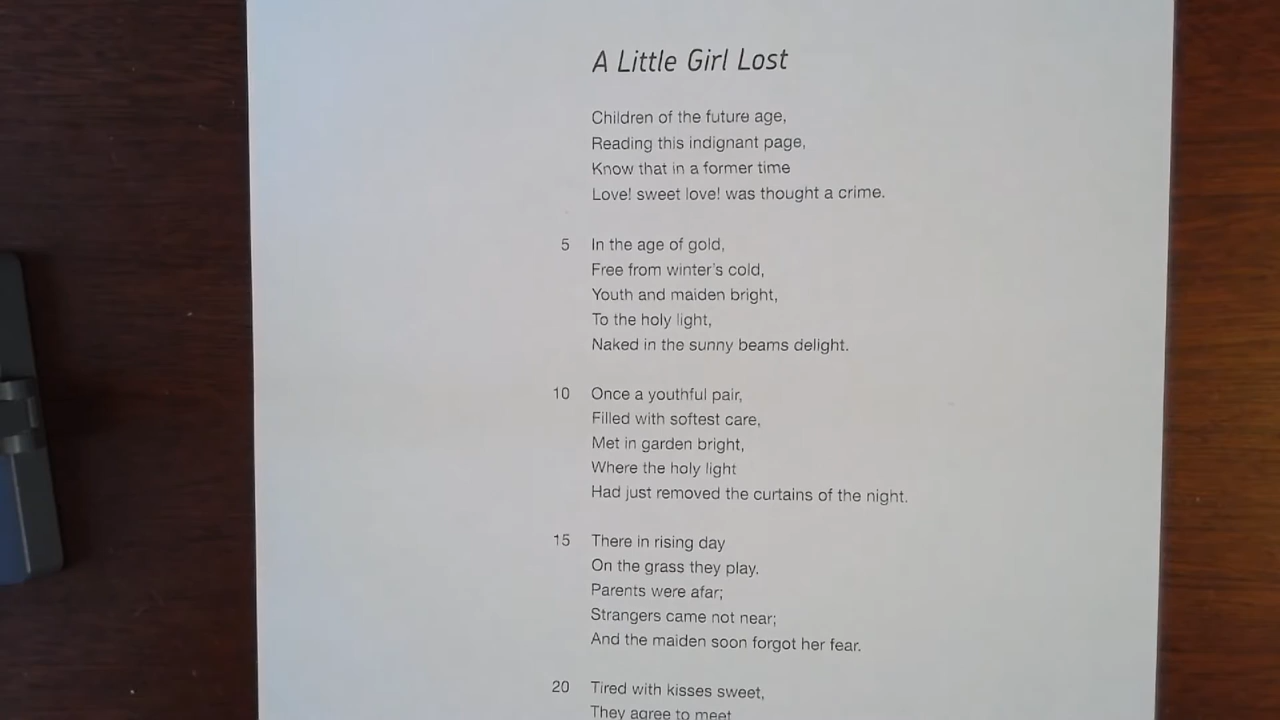 A Little Girl Lost
Children of the future age,
Reading this indignant page,
Know that in a former time
Love! sweet love! was thought a crime.
5 In the age of gold,
Free from winter's cold,
Youth and maiden bright,
To the holy light,
Naked in the sunny beams delight.
10 Once a youthful pair,
Filled with softest care,
Met in garden bright,
Where the holy light
Had just removed the curtains of the night.
15 There in rising day
On the grass they play.
Parents were afar;
Strangers came not near;
And the maiden soon forgot her fear.
20 Tired with kisses sweet,
They agree to meet